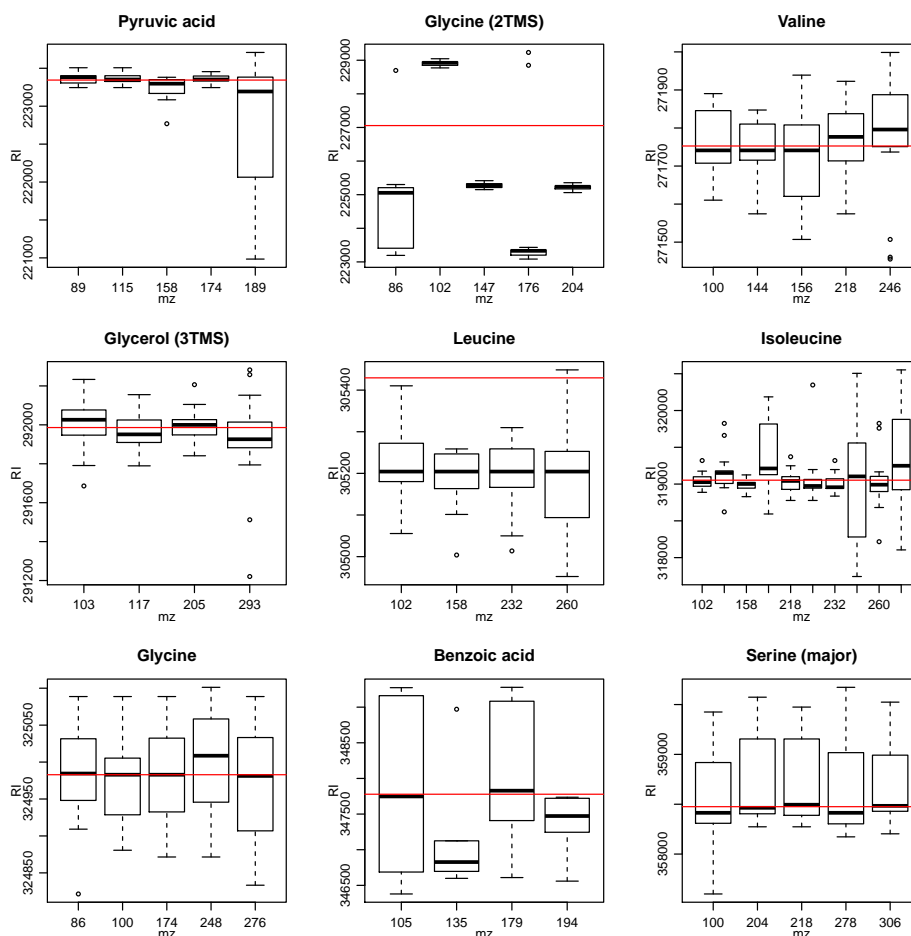 Pyruvic acid
RI
221000 222000 223000
89 115 158 174 189
mz
Glycine (2TMS)
RI
223000 225000 227000 229000
86 102 147 176 204
mz
Valine
RI
271500 271700 271900
100 144 156 218 246
mz
Glycerol (3TMS)
RI
291200 291600 292000
103 117 205 293
mz
Leucine
RI
305000 305200 305400
102 158 232 260
mz
Isoleucine
RI
318000 319000 320000
102 158 218 232 260
mz
Glycine
RI
324850 324950 325050
86 100 174 248 276
mz
Benzoic acid
RI
346500 347500 348500
105 135 179 194
mz
Serine (major)
RI
358000 359000
100 204 218 278 306
mz